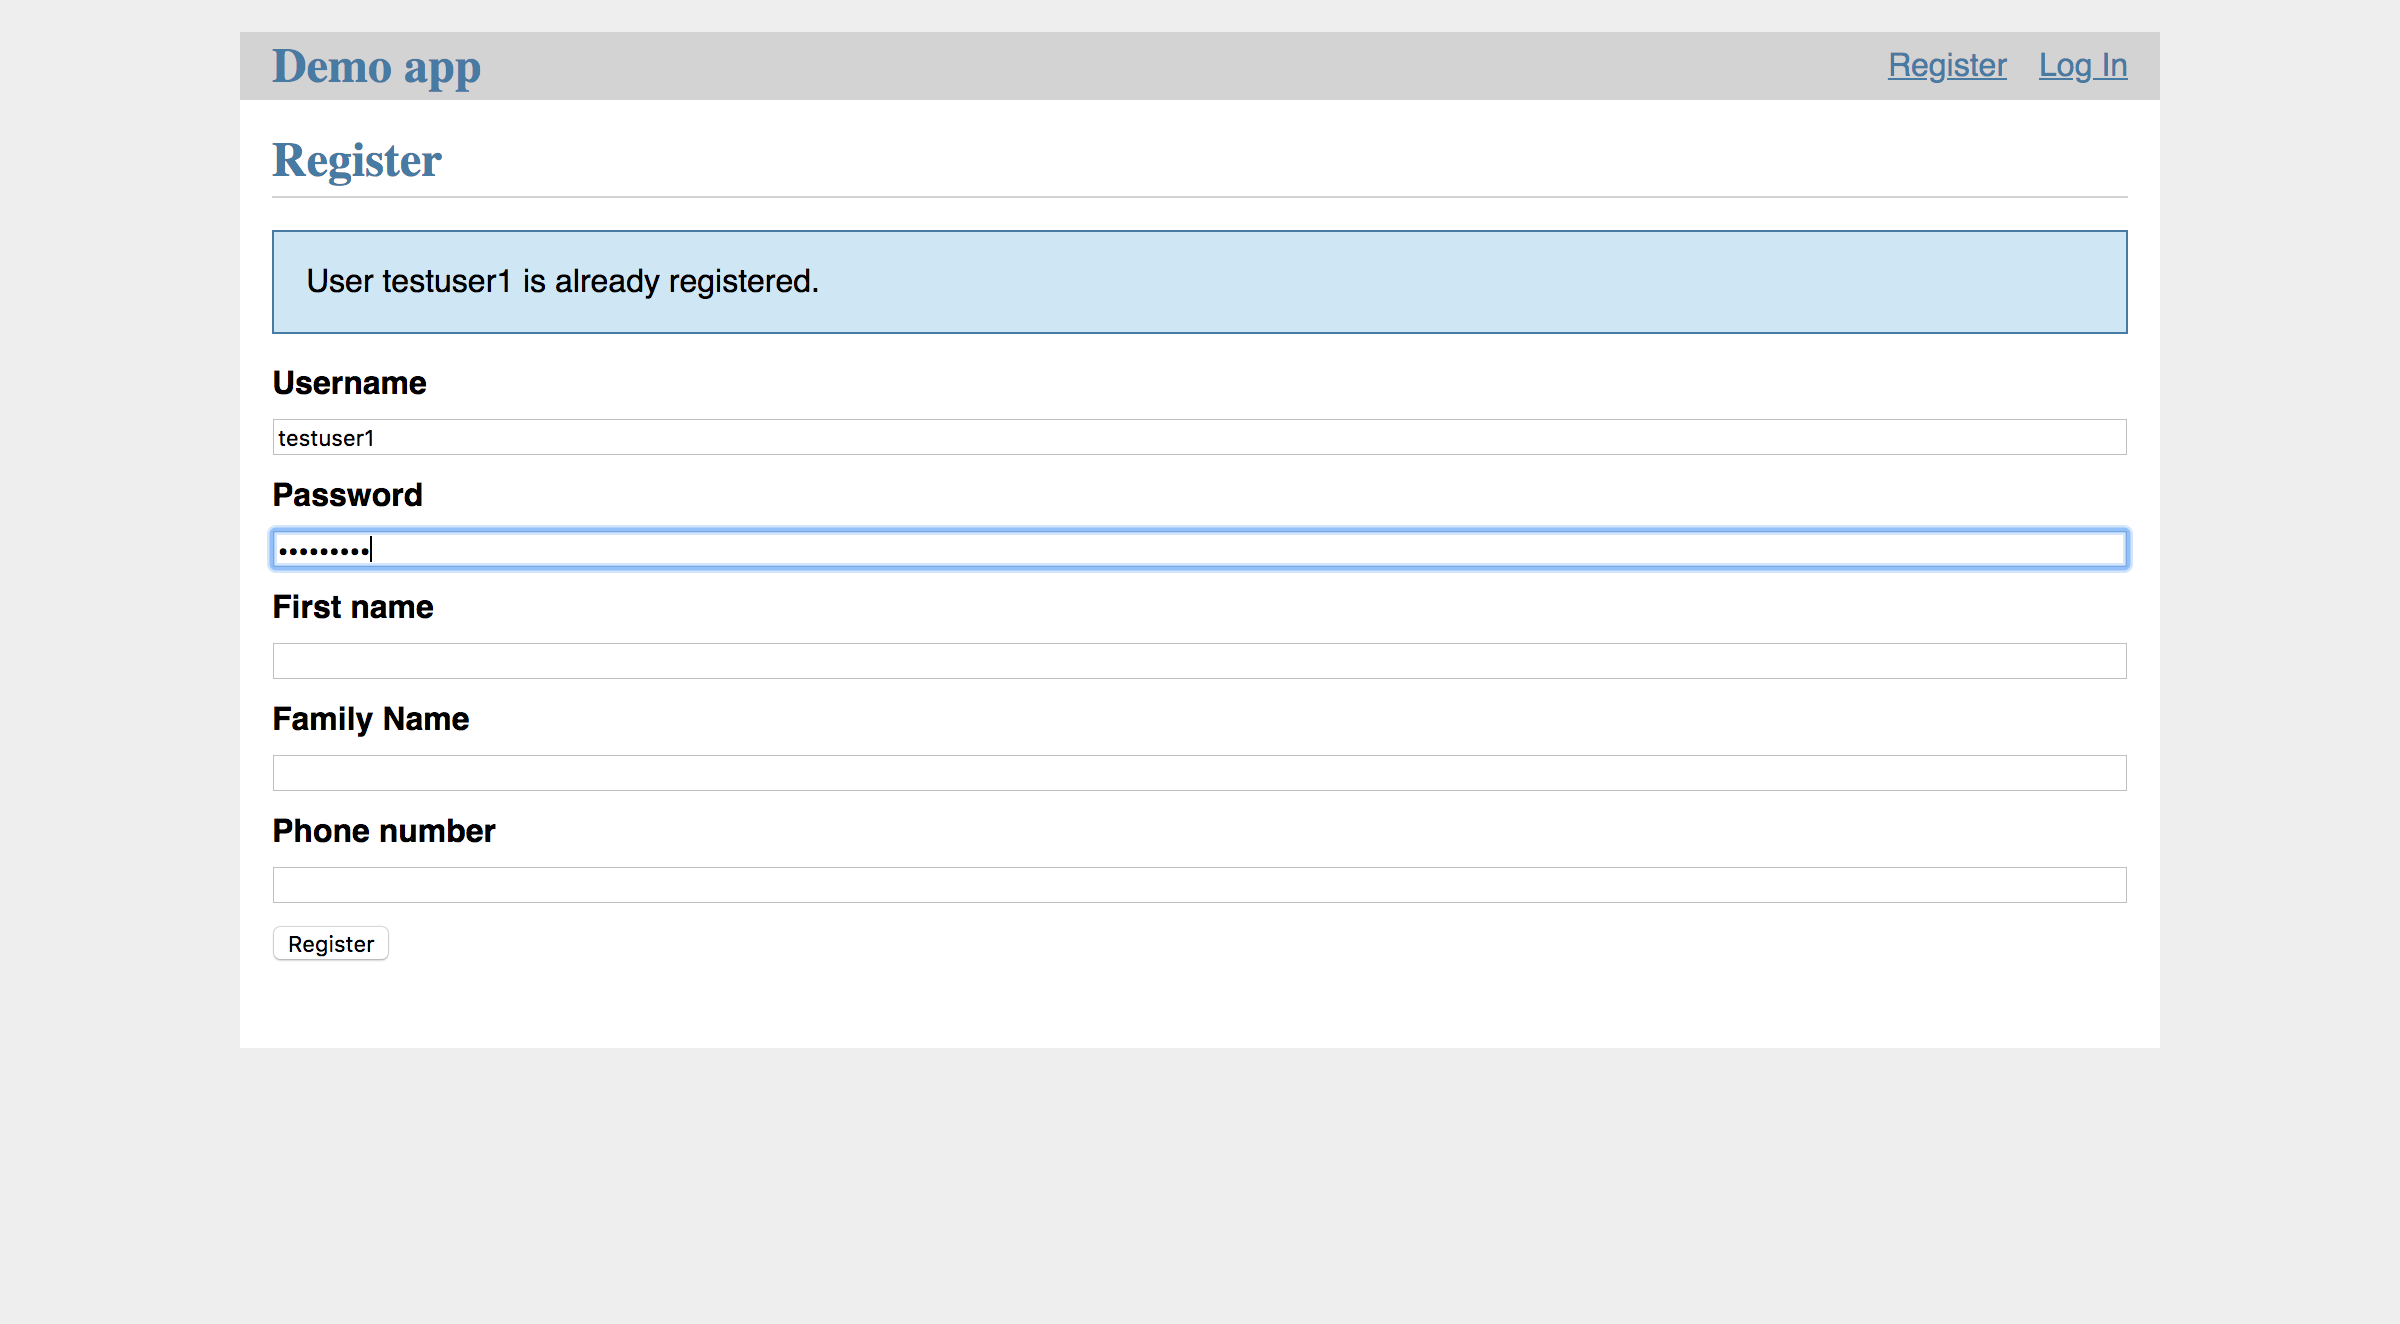 Demo app
Register Log In
Register
User testuser1 is already registered.
Username
testuser1
Password
•••••••••
First name
Family Name
Phone number
Register